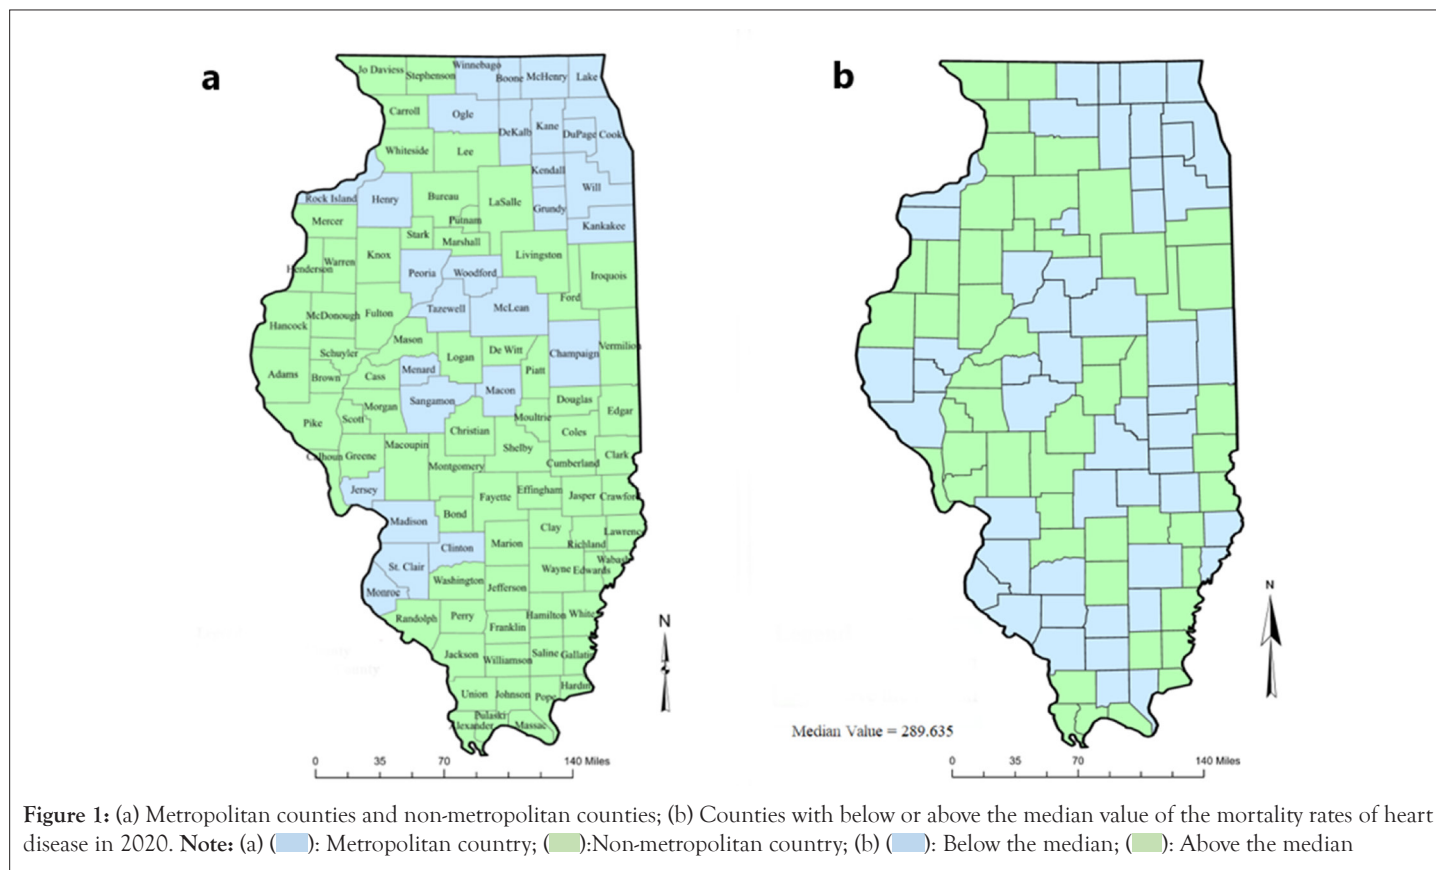 a
b
Jo Daviess
Stephenson
Winnebago
Boone
McHenry
Lake
Carroll
Ogle
DeKalb
Kane
DuPage
Cook
Whiteside
Lee
Kendall
Will
Rock Island
Henry
Bureau
LaSalle
Grundy
Kankakee
Mercer
Putnam
Stark
Marshall
Livingston
Henderson
Warren
Knox
Peoria
Woodford
Iroquois
Ford
Tazewell
McLean
Hancock
McDonough
Fulton
Mason
Logan
De Witt
Champaign
Vermilion
Schuyler
Adams
Brown
Cass
Menard
Piatt
Macon
Sangamon
Douglas
Edgar
Pike
Scott
Morgan
Moultrie
Christian
Coles
Shelby
Calhoun
Greene
Macoupin
Montgomery
Cumberland
Clark
Jersey
Fayette
Effingham
Jasper
Crawford
Madison
Bond
Clay
Richland
Lawrence
Clinton
Marion
St. Clair
Washington
Jefferson
Wayne
Edwards
Wabash
Monroe
Randolph
Perry
Franklin
Hamilton
White
Jackson
Williamson
Saline
Gallatin
Union
Johnson
Pope
Hardin
Pulaski
Alexander
Massac
N
N
Median Value = 289.635
0 35 70 140 Miles
0 35 70 140 Miles
Figure 1: (a) Metropolitan counties and non-metropolitan counties; (b) Counties with below or above the median value of the mortality rates of heart
disease in 2020. Note: (a) ( ): Metropolitan country; ( ):Non-metropolitan country; (b) ( ): Below the median; ( ): Above the median